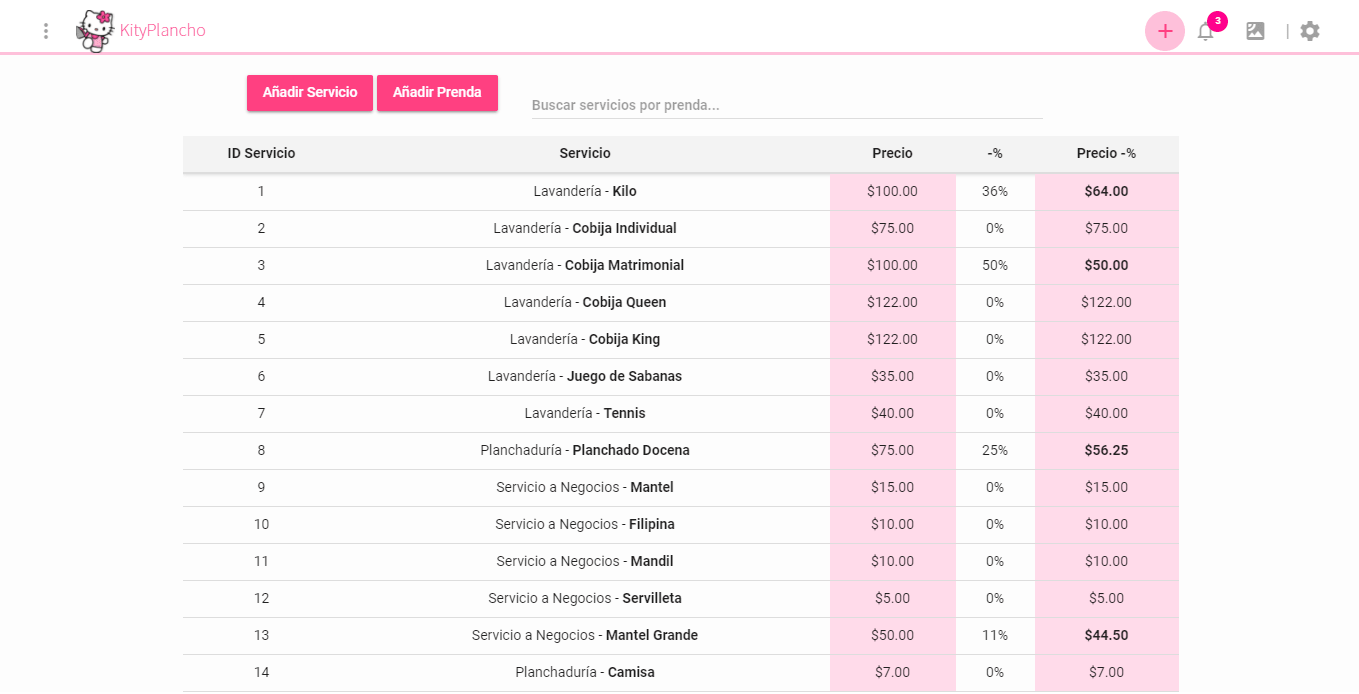 KityPlancho
3
Añadir Servicio Añadir Prenda Buscar servicios por prenda...
ID Servicio Servicio Precio -% Precio -%
1 Lavandería - Kilo $100.00 36% $64.00
2 Lavandería - Cobija Individual $75.00 0% $75.00
3 Lavandería - Cobija Matrimonial $100.00 50% $50.00
4 Lavandería - Cobija Queen $122.00 0% $122.00
5 Lavandería - Cobija King $122.00 0% $122.00
6 Lavandería - Juego de Sabanas $35.00 0% $35.00
7 Lavandería - Tennis $40.00 0% $40.00
8 Planchaduría - Planchado Docena $75.00 25% $56.25
9 Servicio a Negocios - Mantel $15.00 0% $15.00
10 Servicio a Negocios - Filipina $10.00 0% $10.00
11 Servicio a Negocios - Mandil $10.00 0% $10.00
12 Servicio a Negocios - Servilleta $5.00 0% $5.00
13 Servicio a Negocios - Mantel Grande $50.00 11% $44.50
14 Planchaduría - Camisa $7.00 0% $7.00